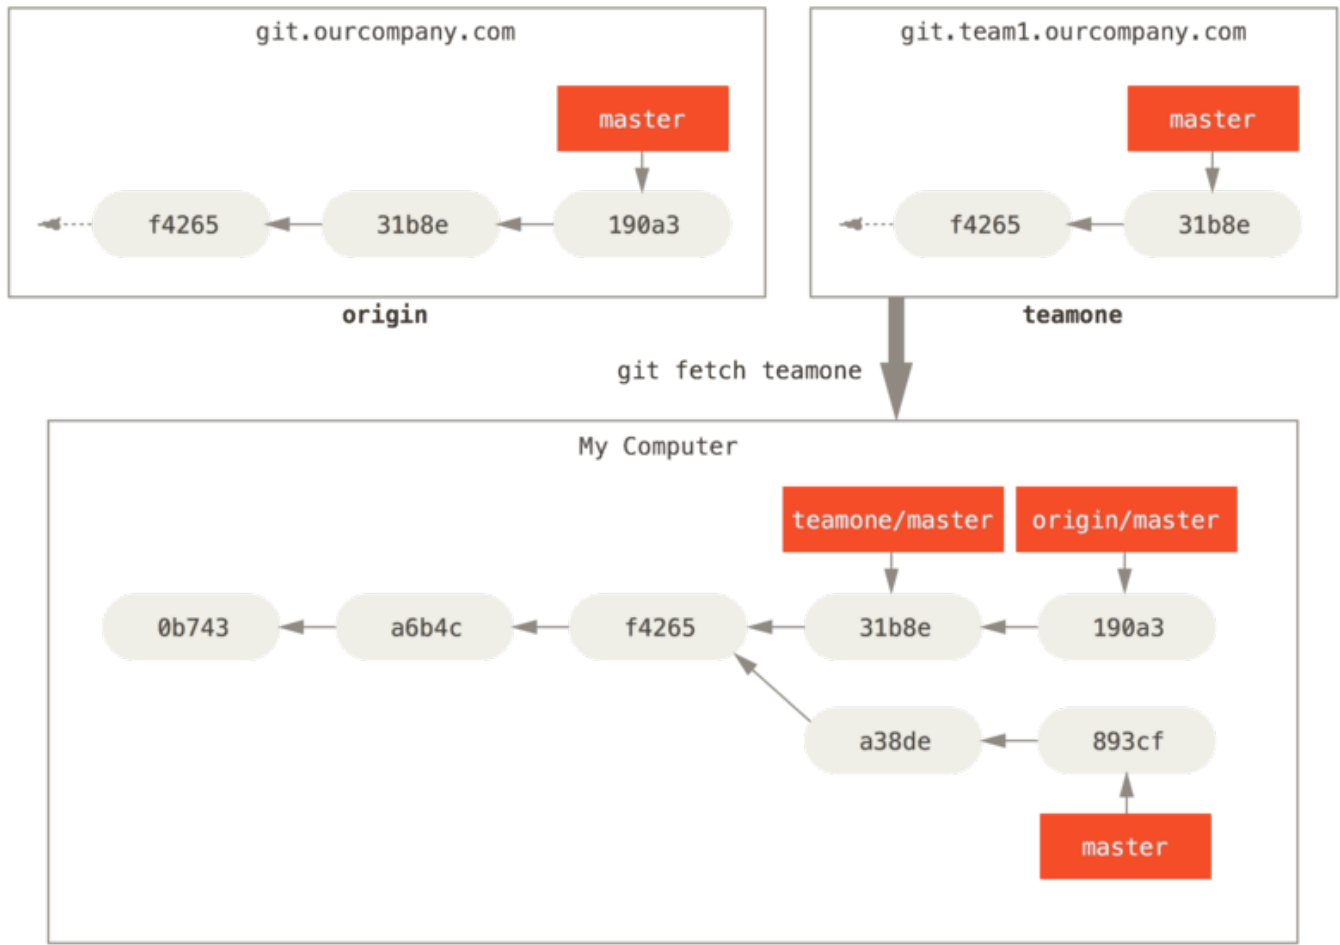 git.ourcompany.com
master
f4265
31b8e
190a3
origin
git.team1.ourcompany.com
master
f4265
31b8e
teamone
git fetch teamone
My Computer
teamone/master
origin/master
0b743
a6b4c
f4265
31b8e
190a3
a38de
893cf
master